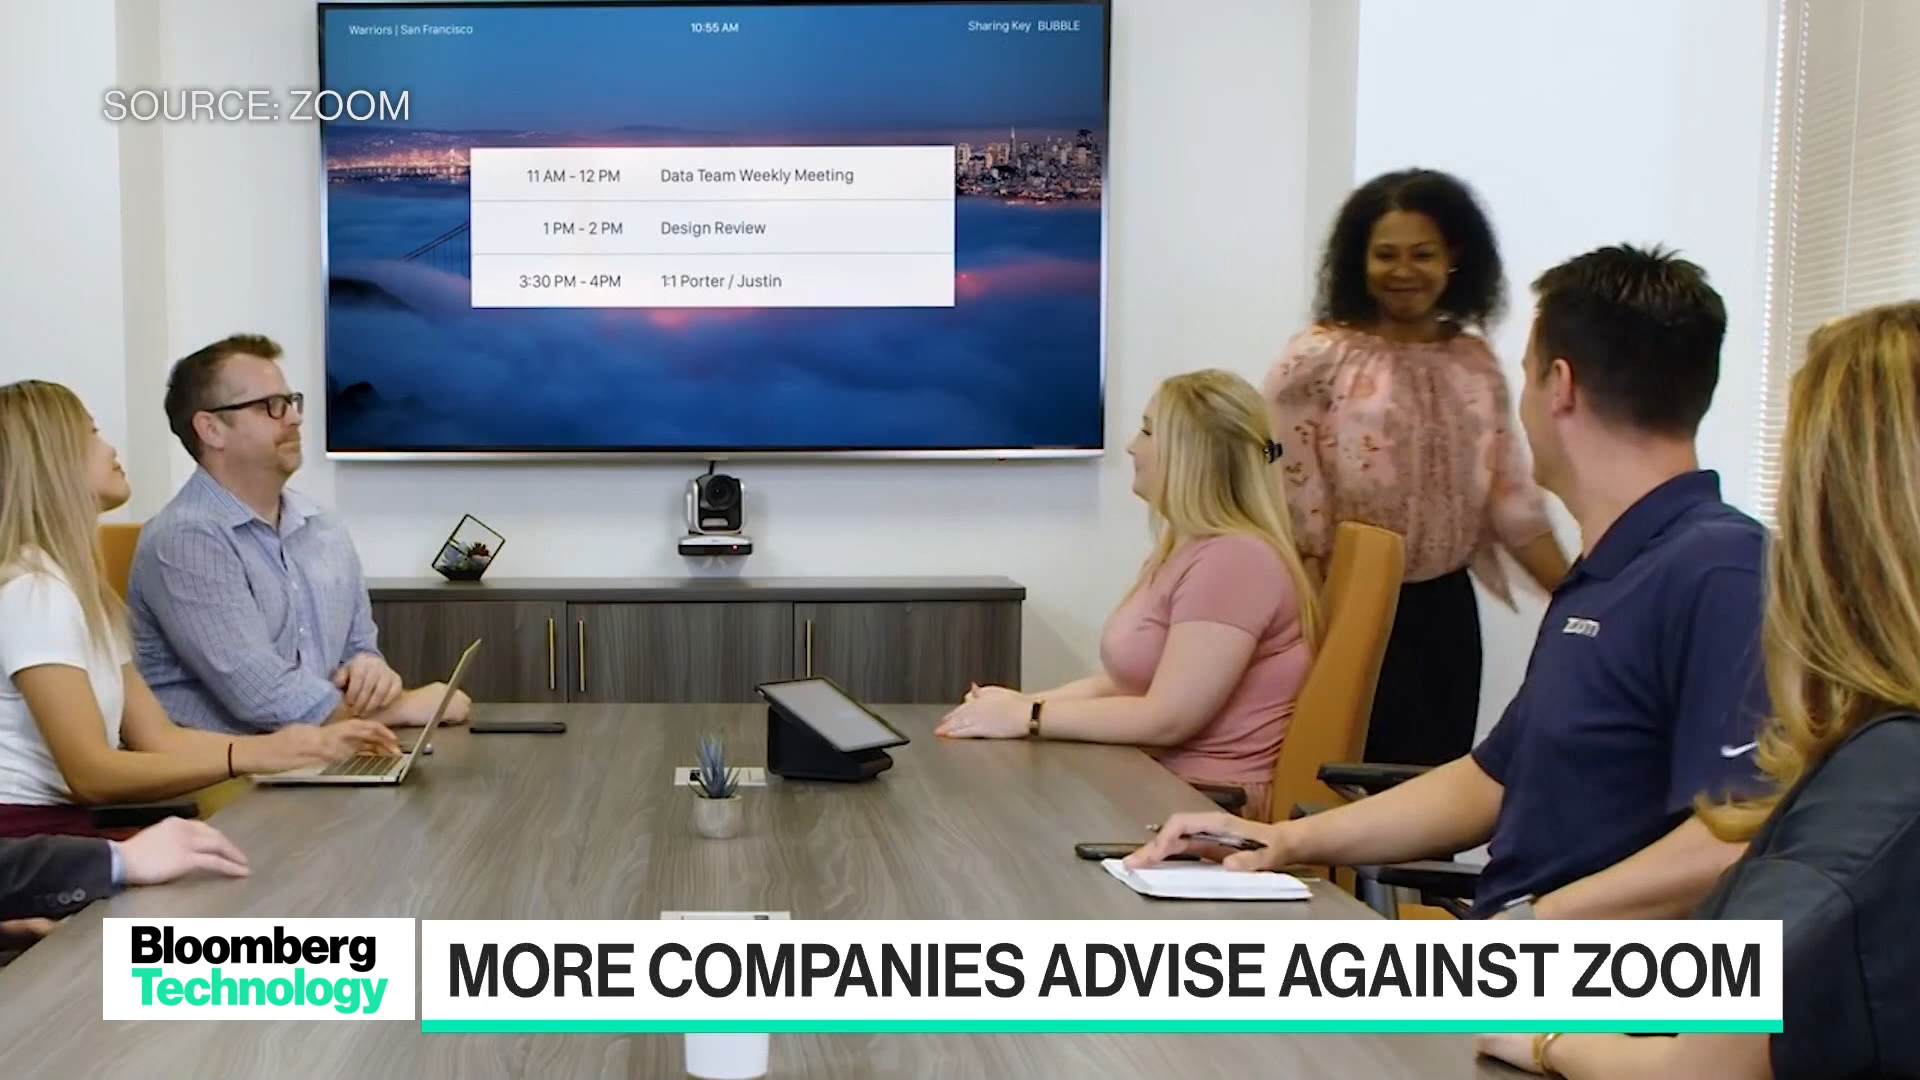 Warriors | San Francisco
10:55 AM
Sharing Key BUBBLE
SOURCE: ZOOM
11 AM - 12 PM Data Team Weekly Meeting
1 PM - 2 PM Design Review
3:30 PM - 4PM 1:1 Porter / Justin
zoom
Bloomberg
Technology
MORE COMPANIES ADVISE AGAINST ZOOM